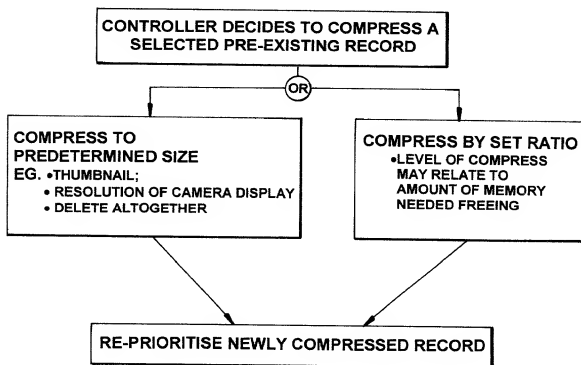 CONTROLLER DECIDES TO COMPRESS A
SELECTED PRE-EXISTING RECORD
OR
COMPRESS TO
PREDETERMINED SIZE
EG. •THUMBNAIL;
• RESOLUTION OF CAMERA DISPLAY
• DELETE ALTOGETHER
COMPRESS BY SET RATIO
•LEVEL OF COMPRESS
MAY RELATE TO
AMOUNT OF MEMORY
NEEDED FREEING
RE-PRIORITISE NEWLY COMPRESSED RECORD